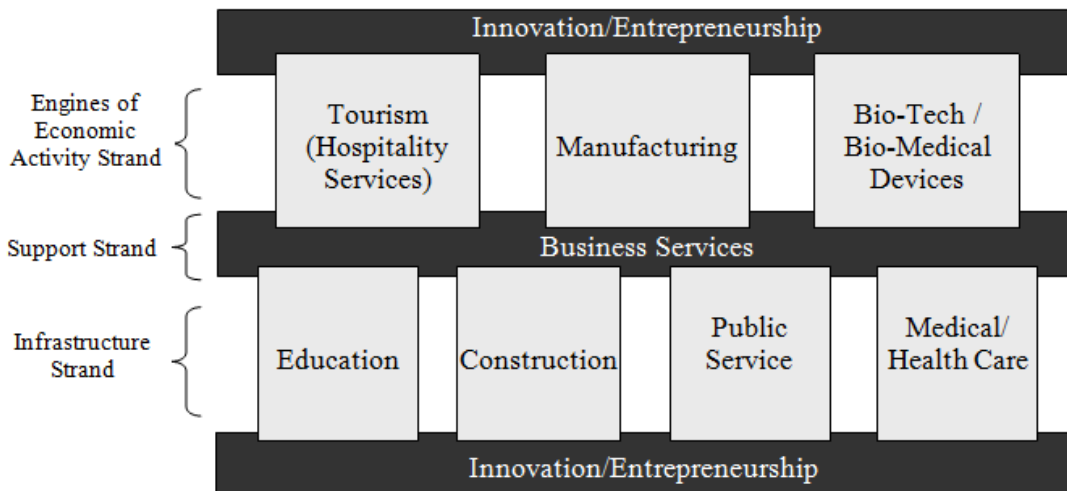 Innovation/Entrepreneurship
Engines of
Economic
Activity Strand
Tourism
(Hospitality
Services)
Manufacturing
Bio-Tech /
Bio-Medical
Devices
Support Strand
Business Services
Infrastructure
Strand
Education
Construction
Public
Service
Medical/
Health Care
Innovation/Entrepreneurship